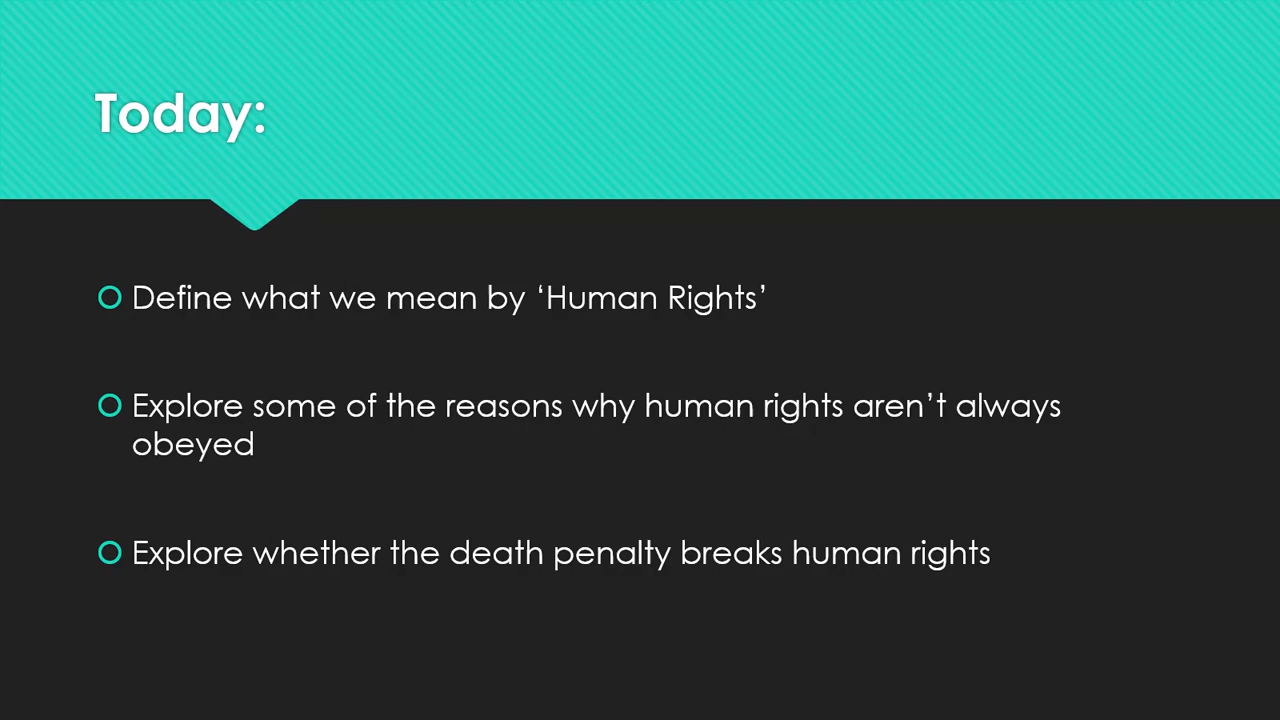 Today:
Define what we mean by ‘Human Rights’
Explore some of the reasons why human rights aren’t always
obeyed
Explore whether the death penalty breaks human rights